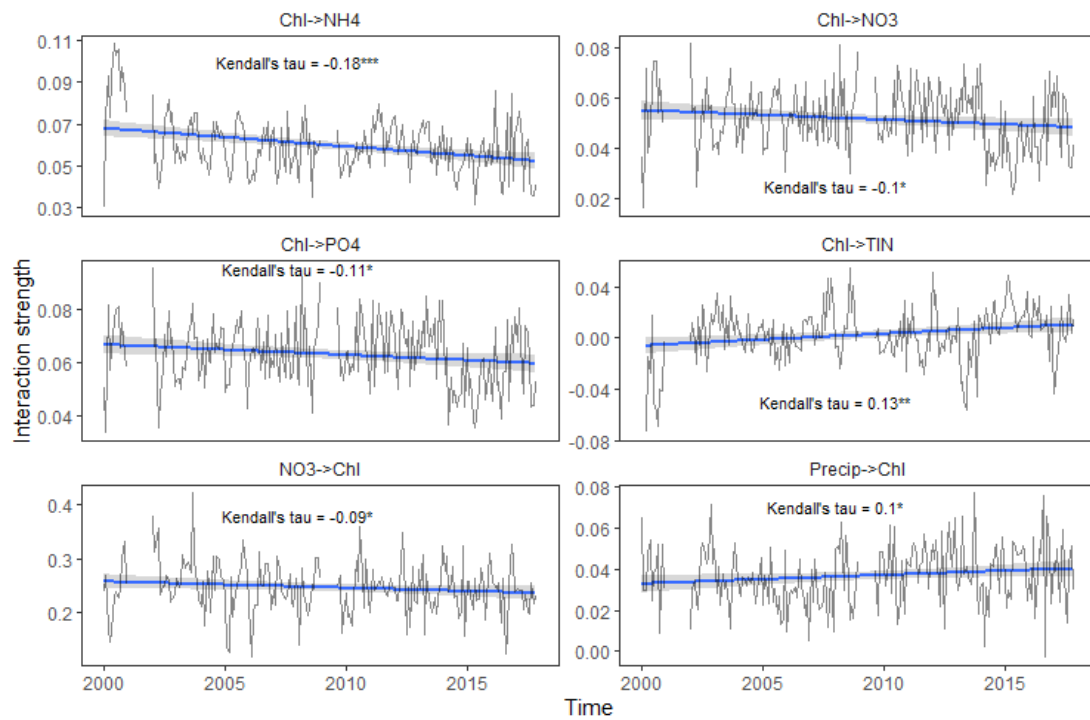 Chl->NH4
Chl->NO3
0.11
0.09
0.07
0.05
0.03
Kendall's tau = -0.18***
0.08
0.06
0.04
0.02
Kendall's tau = -0.1*
Chl->PO4
Chl->TIN
0.08
0.06
0.04
Kendall's tau = -0.11*
0.04
0.00
-0.04
-0.08
Kendall's tau = 0.13**
NO3->Chl
Precip->Chl
0.4
0.3
0.2
Kendall's tau = -0.09*
0.08
0.06
0.04
0.02
0.00
Kendall's tau = 0.1*
2000 2005 2010 2015
2000 2005 2010 2015
Interaction strength
Time